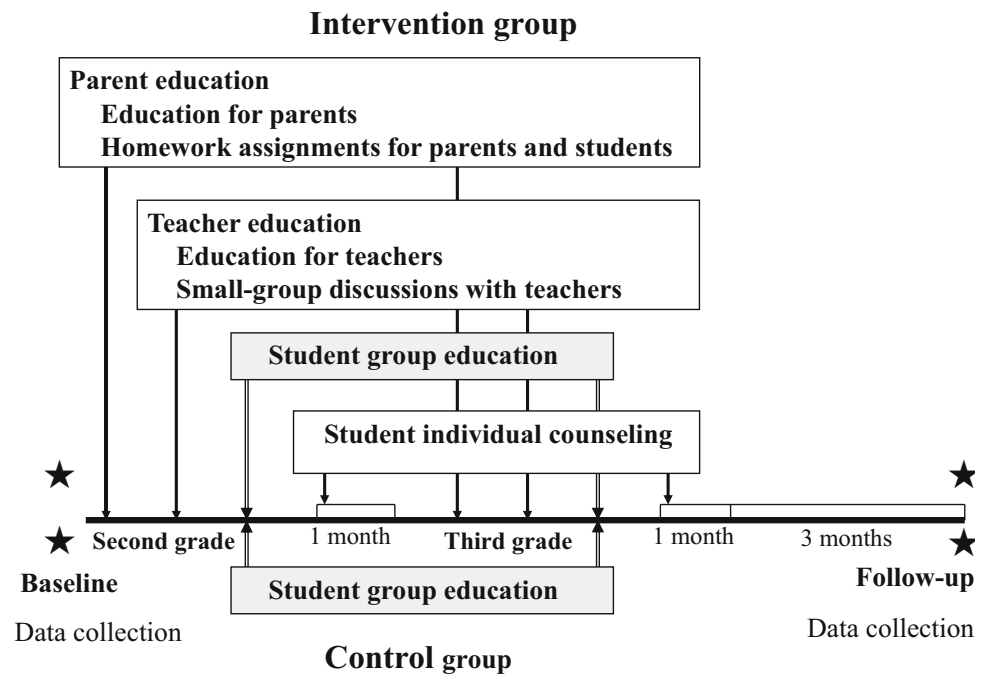 Intervention group
Parent education
Education for parents
Homework assignments for parents and students
Teacher education
Education for teachers
Small-group discussions with teachers
Student group education
Student individual counseling
Second grade
1 month
Third grade
1 month
3 months
Student group education
Baseline
Follow-up
Data collection
Data collection
Control group